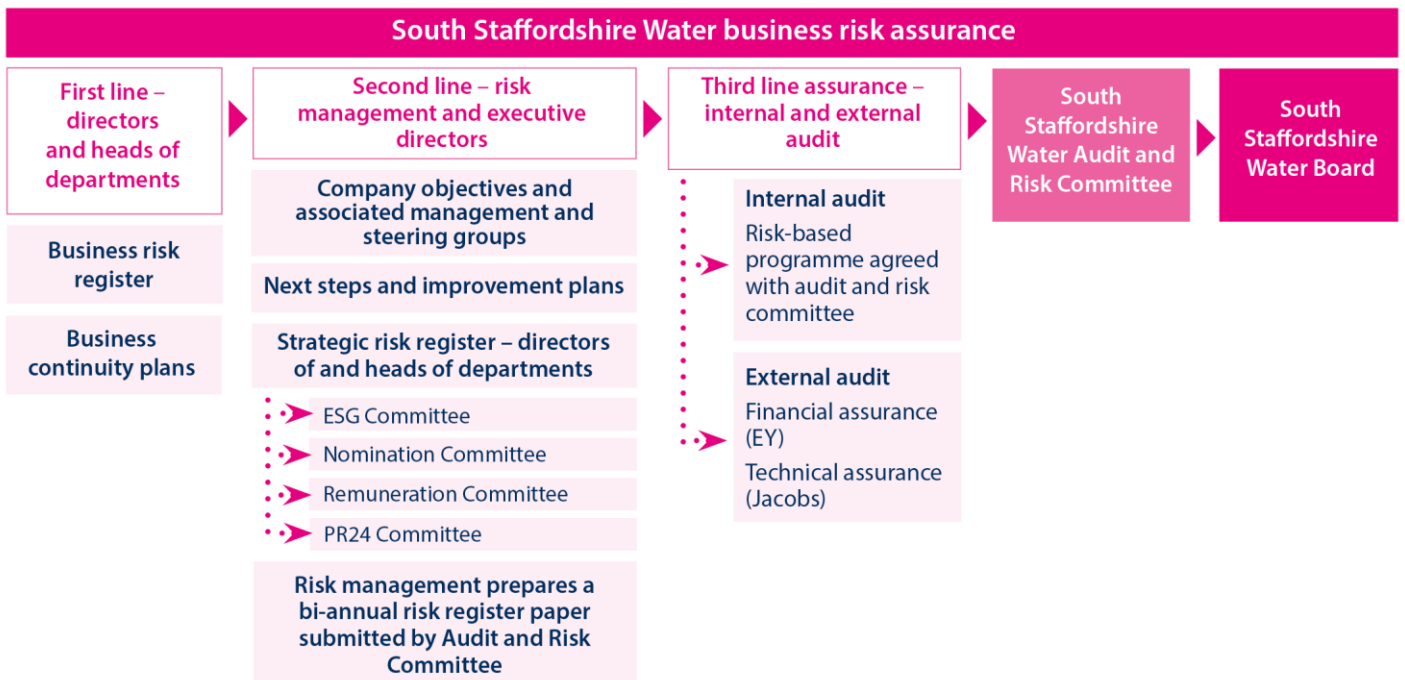 South Staffordshire Water business risk assurance
First line –
directors
and heads of
departments
Business risk
register
Business
continuity plans
Second line – risk
management and executive
directors
Company objectives and
associated management and
steering groups
Next steps and improvement plans
Strategic risk register – directors
of and heads of departments
ESG Committee
Nomination Committee
Remuneration Committee
PR24 Committee
Risk management prepares a
bi-annual risk register paper
submitted by Audit and Risk
Committee
Third line assurance –
internal and external
audit
Internal audit
Risk-based
programme agreed
with audit and risk
committee
External audit
Financial assurance
(EY)
Technical assurance
(Jacobs)
South
Staffordshire
Water Audit and
Risk Committee
South
Staffordshire
Water Board